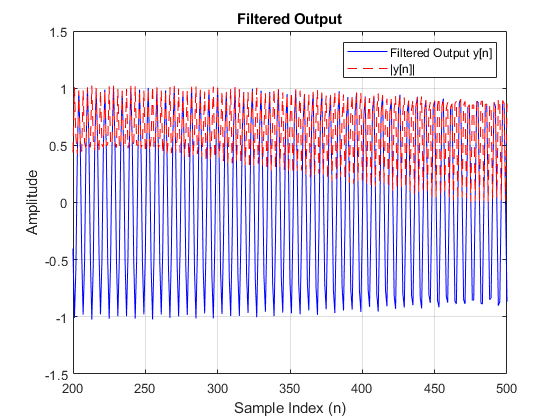 Filtered Output
1.5
Filtered Output y[n]
|y[n]|
1
0.5
0
-0.5
-1
-1.5
Amplitude
200 250 300 350 400 450 500
Sample Index (n)